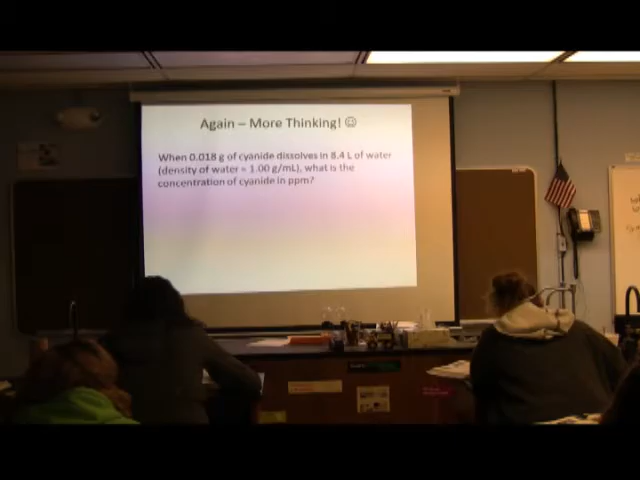 Again – More Thinking! ☺
When 0.018 g of cyanide dissolves in 8.4 L of water
(density of water = 1.00 g/mL), what is the
concentration of cyanide in ppm?